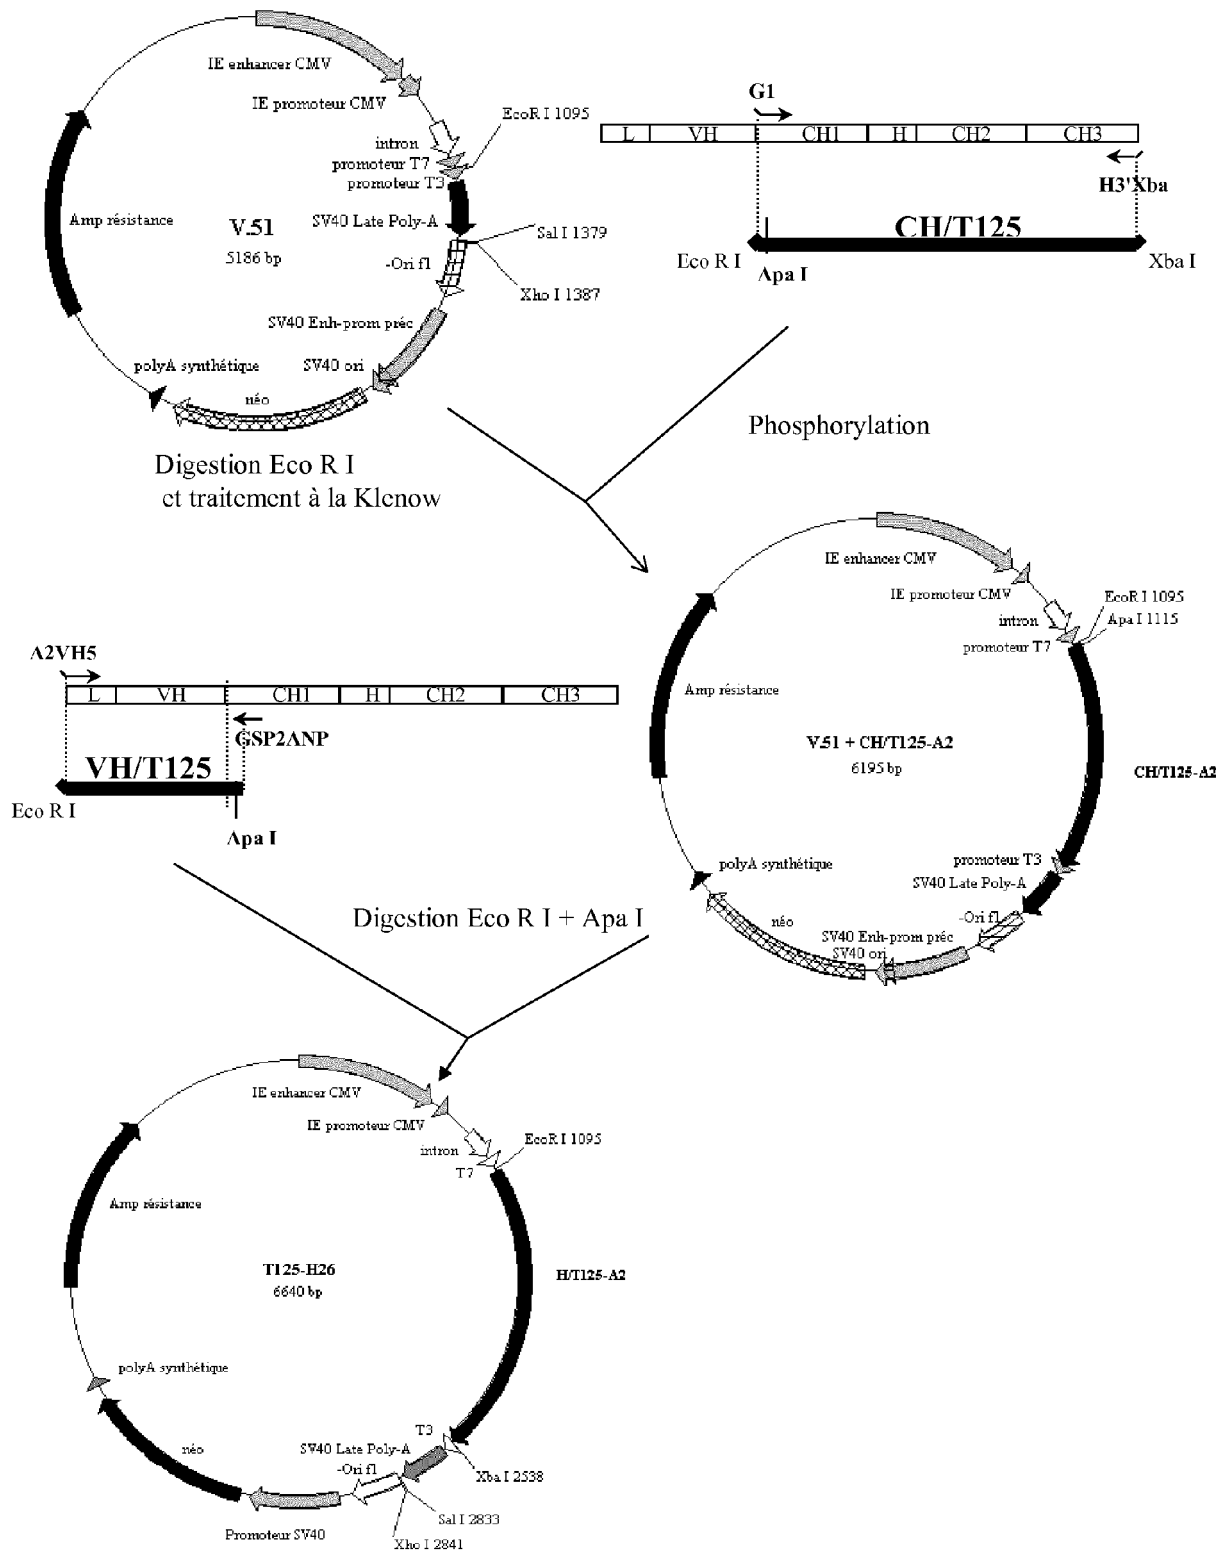 IE enhancer CMV
IE promoteur CMV
EcoR I 1095
intron
promoteur T7
promoteur T3
Amp résistance
V.51
5186 bp
SV40 Late Poly-A
Sal I 1379
-Ori f1
Xho I 1387
SV40 Enh-prom préc
polyA synthétique
SV40 ori
néo
G1
L VH CH1 H CH2 CH3
H3'Xba
CH/T125
Eco R I
Apa I
Xba I
Digestion Eco R I
et traitement à la Klenow
Phosphorylation
IE enhancer CMV
IE promoteur CMV
EcoR I 1095
Apa I 1115
intron
promoteur T7
Amp résistance
V.51 + CH/T125-A2
6195 bp
CH/T125-A2
promoteur T3
polyA synthétique
SV40 Late Poly-A
-Ori f1
néo
SV40 Enh-prom préc
SV40 ori
A2VH5
L VH CH1 H CH2 CH3
GSP2ANP
VH/T125
Eco R I
Apa I
Digestion Eco R I + Apa I
IE enhancer CMV
IE promoteur CMV
EcoR I 1095
intron
T7
Amp résistance
T125-H26
6640 bp
H/T125-A2
polyA synthétique
T3
néo
SV40 Late Poly-A
-Ori f1
Xba I 2538
Sal I 2833
Promoteur SV40
Xho I 2841